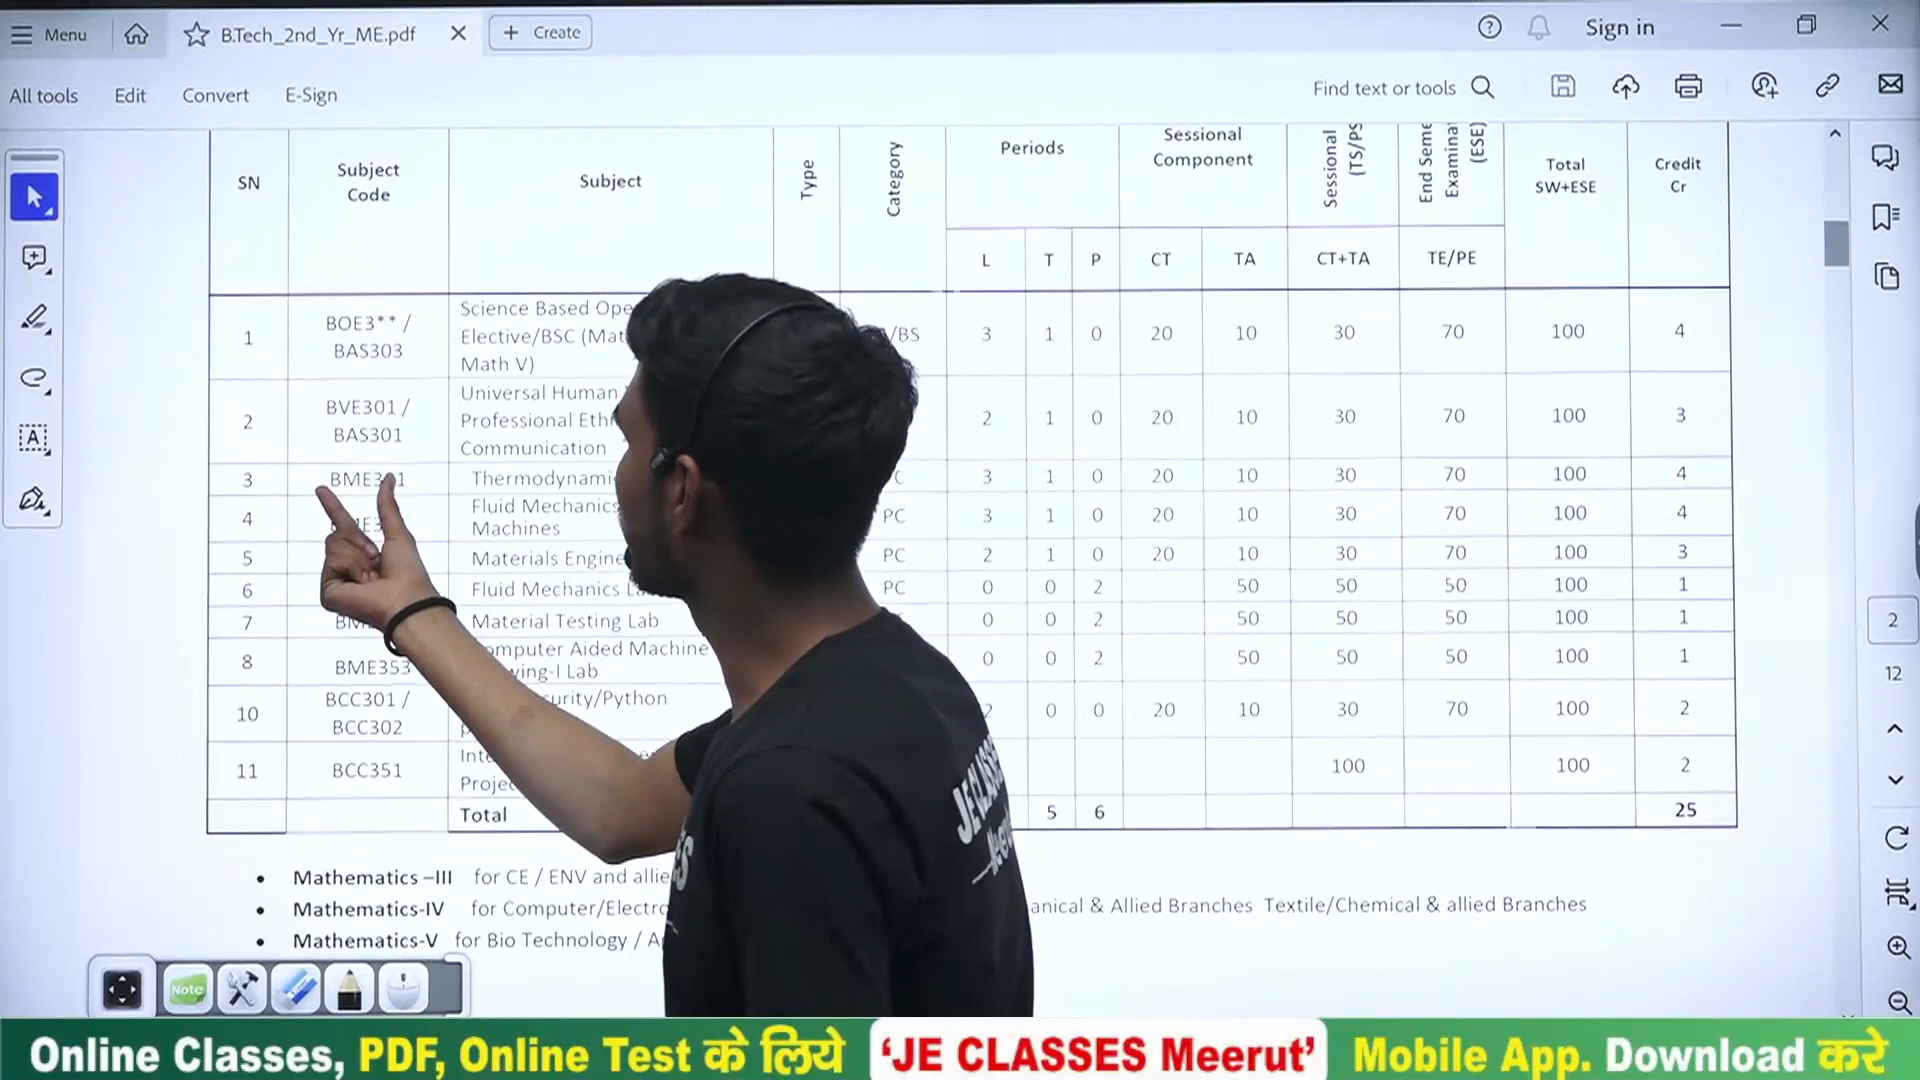 Menu
B.Tech_2nd_Yr_ME.pdf
Create
Sign in
All tools Edit Convert E-Sign
Find text or tools
SN Subject Code Subject Type Category Periods Sessional Component Sessional (TS/PS End Seme Examina (ESE) Total SW+ESE Credit Cr
L T P CT TA CT+TA TE/PE
1 BOE3** / BAS303 Science Based Ope Elective/BSC (Mat Math V) /BS 3 1 0 20 10 30 70 100 4
2 BVE301 / BAS301 Universal Human Professional Eth Communication 2 1 0 20 10 30 70 100 3
3 Thermodynami C 3 1 0 20 10 30 70 100 4
4 Fluid Mechanics Machines PC 3 1 0 20 10 30 70 100 4
5 Materials Engine PC 2 1 0 20 10 30 70 100 3
6 Fluid Mechanics L PC 0 0 2 50 50 50 100 1
7 Material Testing Lab 0 0 2 50 50 50 100 1
8 BME353 omputer Aided Machine wing-I Lab 0 0 2 50 50 50 100 1
10 BCC301 / BCC302 urity/Python 2 0 0 20 10 30 70 100 2
11 BCC351 Inte Projec 100 100 2
Total 5 6 25
• Mathematics –III for CE / ENV and allie
• Mathematics-IV for Computer/Electro anical & Allied Branches Textile/Chemical & allied Branches
• Mathematics-V for Bio Technology / A
2
12
Note
JE CLASSES
Online Classes, PDF, Online Test के लिये 'JE CLASSES Meerut' Mobile App. Download करे